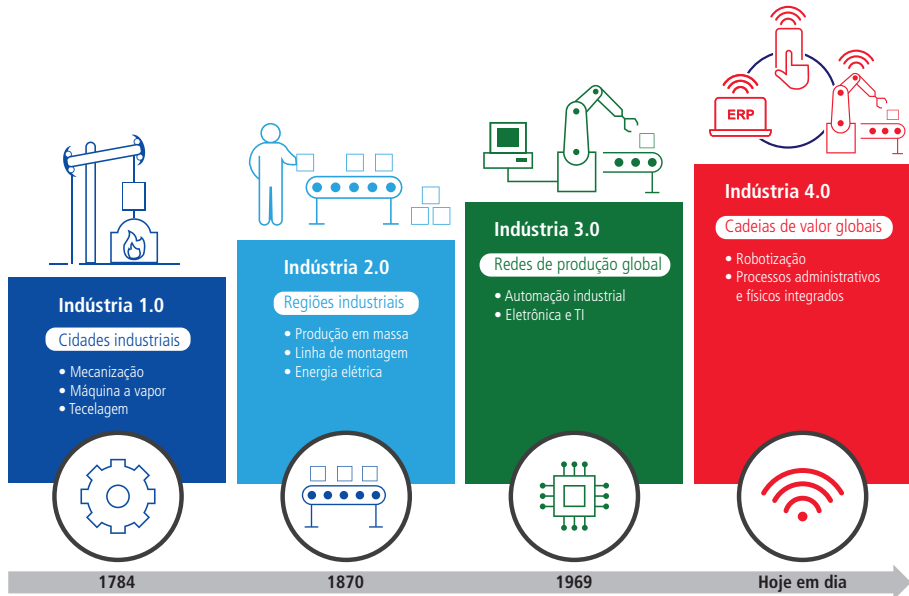 Indústria 1.0
Cidades industriais
• Mecanização
• Máquina a vapor
• Tecelagem
Indústria 2.0
Regiões industriais
• Produção em massa
• Linha de montagem
• Energia elétrica
Indústria 3.0
Redes de produção global
• Automação industrial
• Eletrônica e TI
ERP
Indústria 4.0
Cadeias de valor globais
• Robotização
• Processos administrativos
e físicos integrados
1784
1870
1969
Hoje em dia